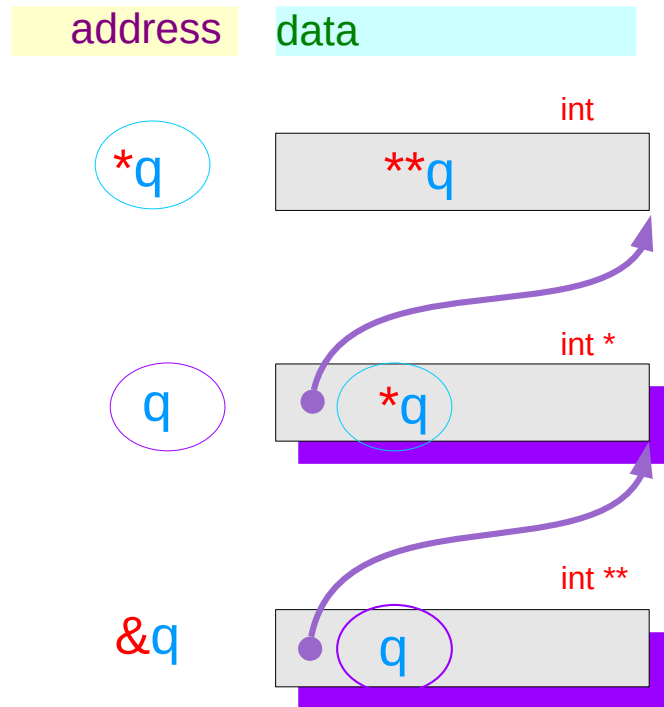 address data
int
*q **q
int *
q *q
int **
&q q